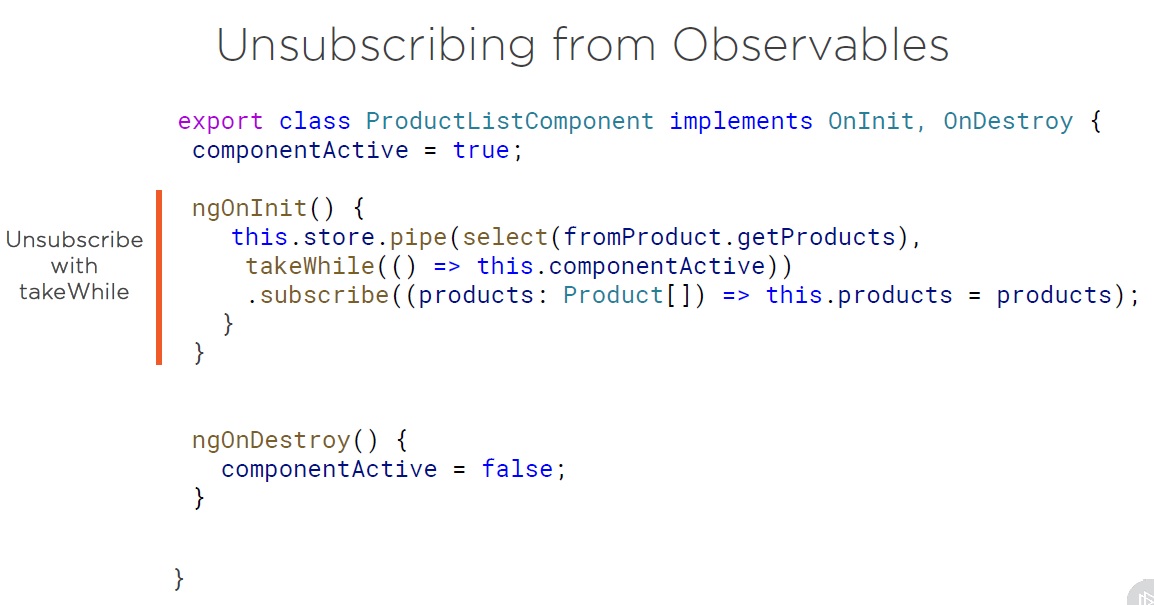 Unsubscribing from Observables
export class ProductListComponent implements OnInit, OnDestroy {
componentActive = true;
ngOnInit() {
this.store.pipe(select(fromProduct.getProducts),
takeWhile(() => this.componentActive))
.subscribe((products: Product[]) => this.products = products);
}
}
Unsubscribe
with
takeWhile
ngOnDestroy() {
componentActive = false;
}
}